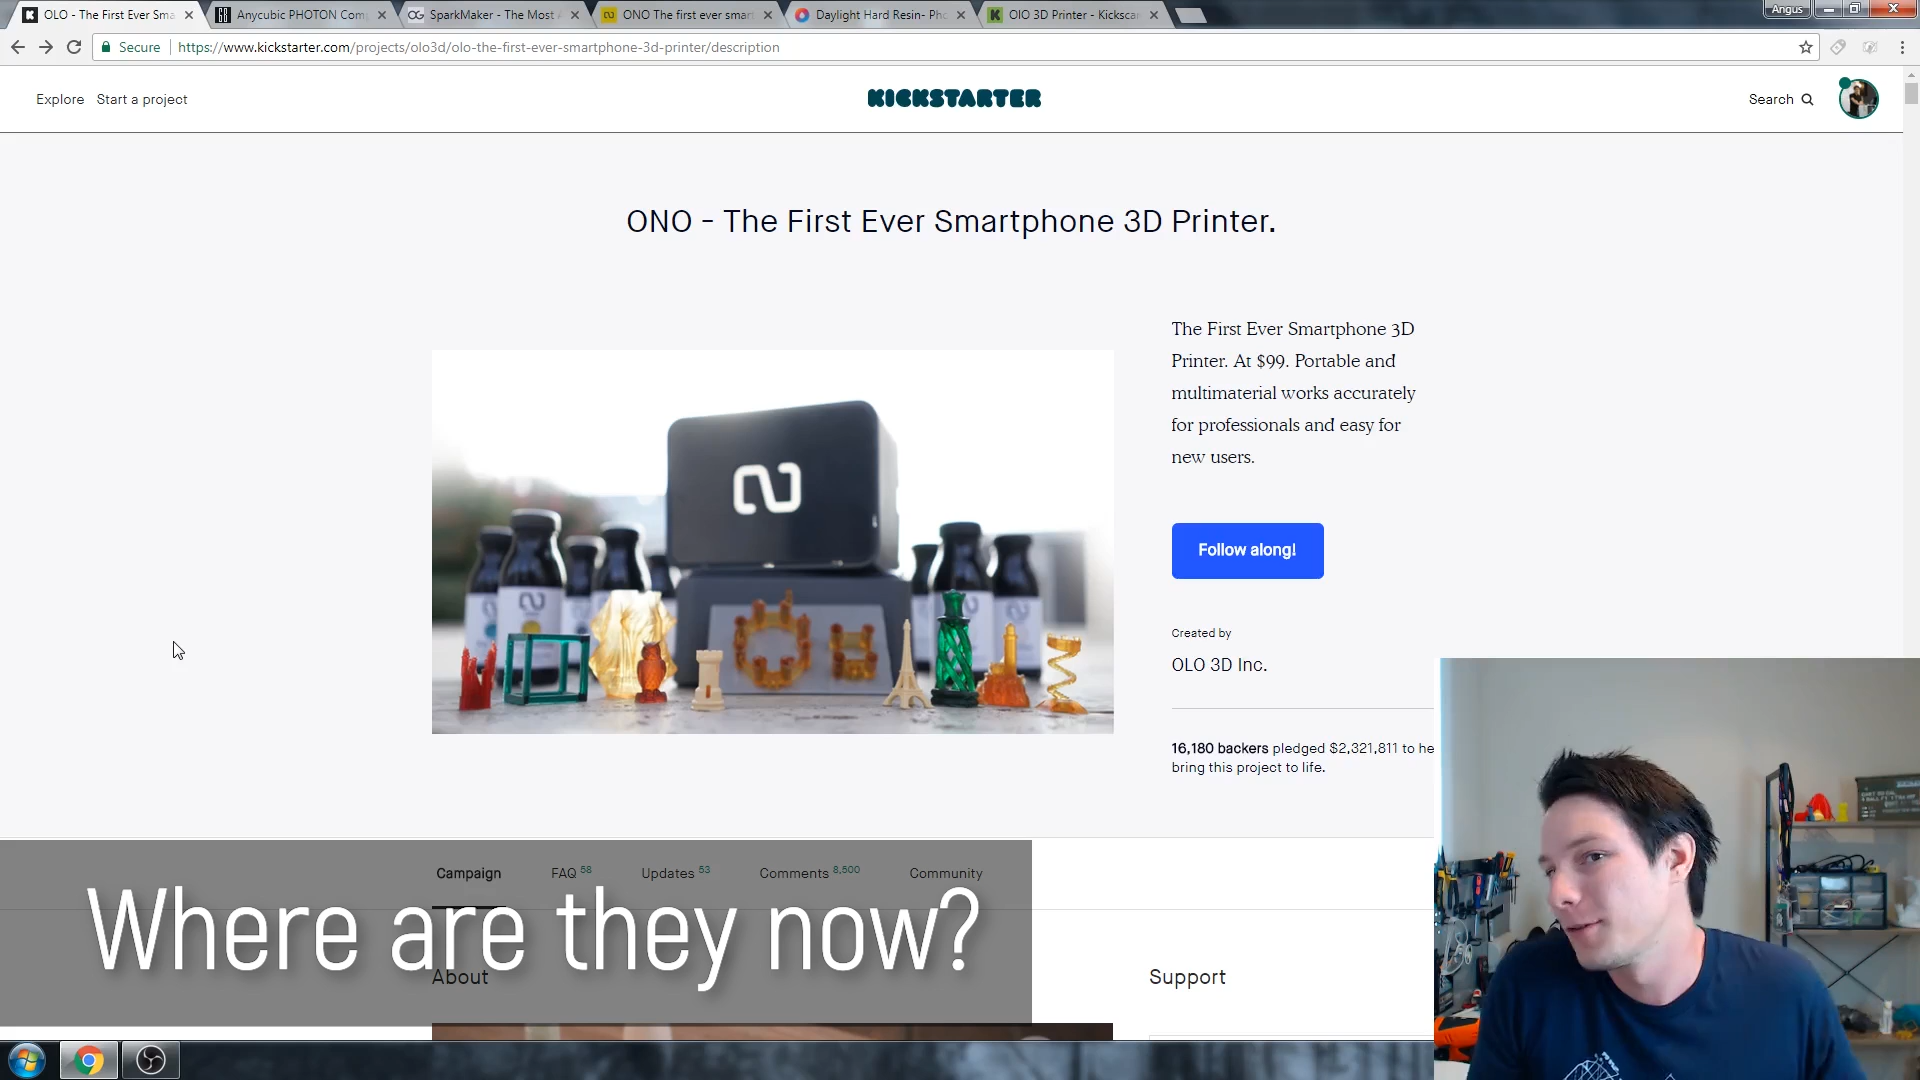 OLO - The First Ever Sma
Anycubic PHOTON Com
SparkMaker - The Most
ONO The first ever smart
Daylight Hard Resin- Pho
OIO 3D Printer - Kickscam
Angus
Secure
https://www.kickstarter.com/projects/olo3d/olo-the-first-ever-smartphone-3d-printer/description
Explore
Start a project
KICKSTARTER
Search
ONO - The First Ever Smartphone 3D Printer.
The First Ever Smartphone 3D
Printer. At $99. Portable and
multimaterial works accurately
for professionals and easy for
new users.
Follow along!
Created by
OLO 3D Inc.
16,180 backers pledged $2,321,811 to he
bring this project to life.
Campaign
FAQ 58
Updates 53
Comments 8,500
Community
Where are they now?
About
Support